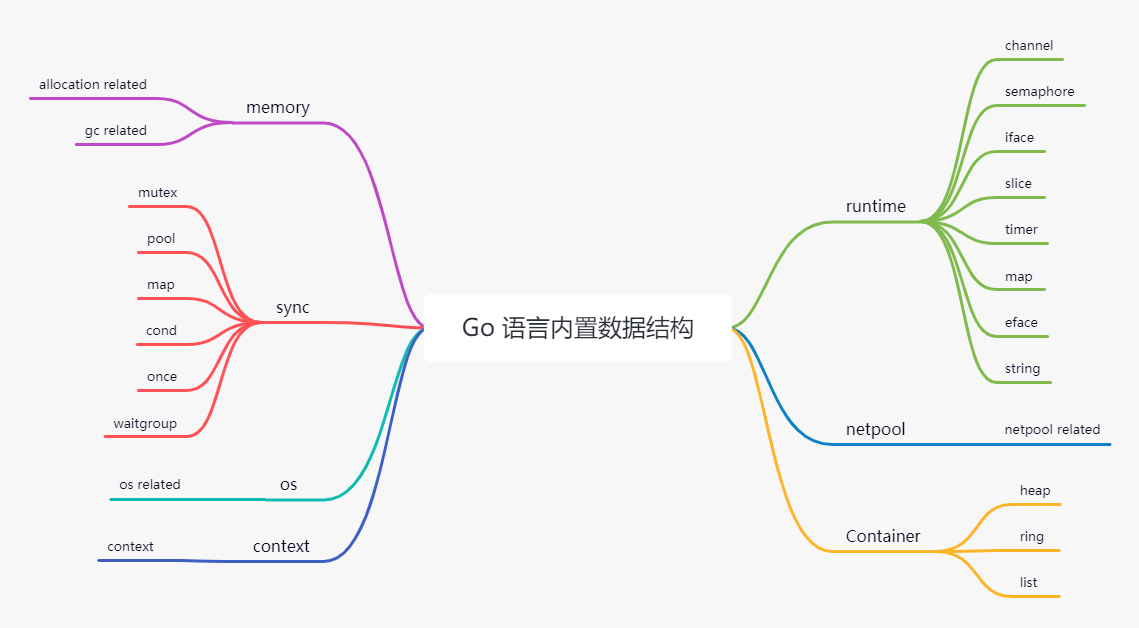 Go 语言内置数据结构
memory
allocation related
gc related
sync
mutex
pool
map
cond
once
waitgroup
os
os related
context
context
runtime
channel
semaphore
iface
slice
timer
map
eface
string
netpool
netpool related
Container
heap
ring
list